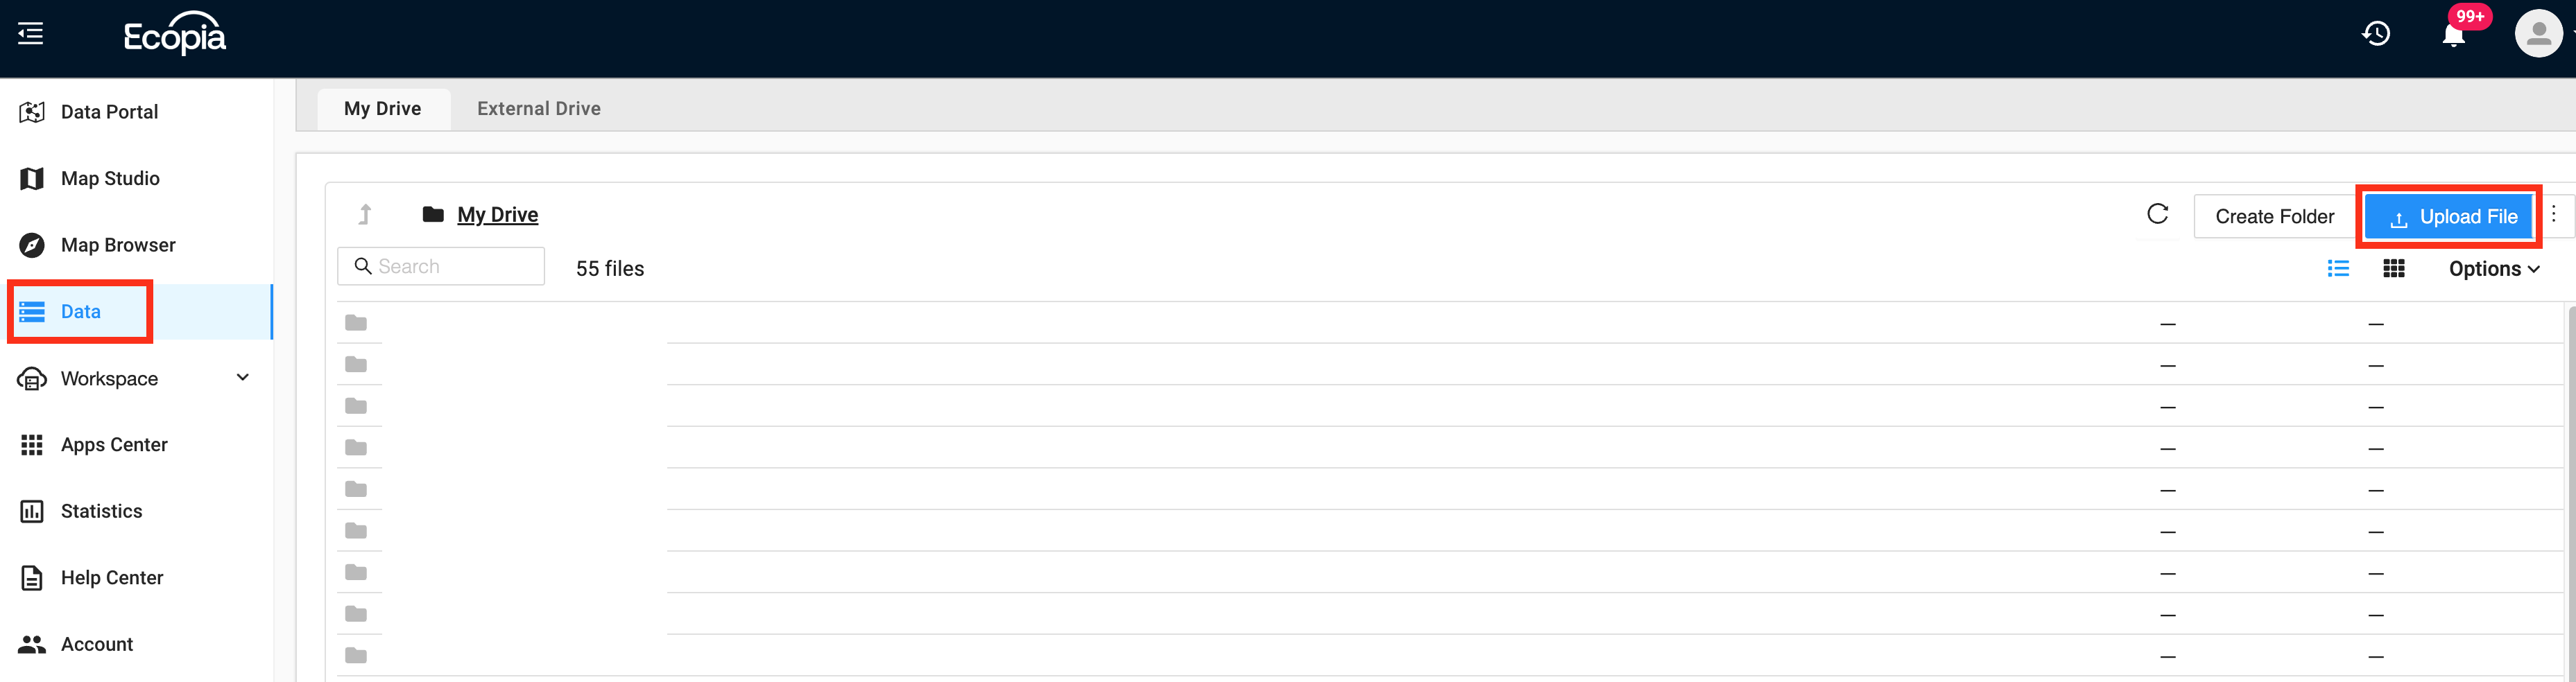 Ecopia
99+
Data Portal
Map Studio
Map Browser
Data
Workspace
Apps Center
Statistics
Help Center
Account
My Drive
External Drive
My Drive
Create Folder
Upload File
Search
55 files
Options